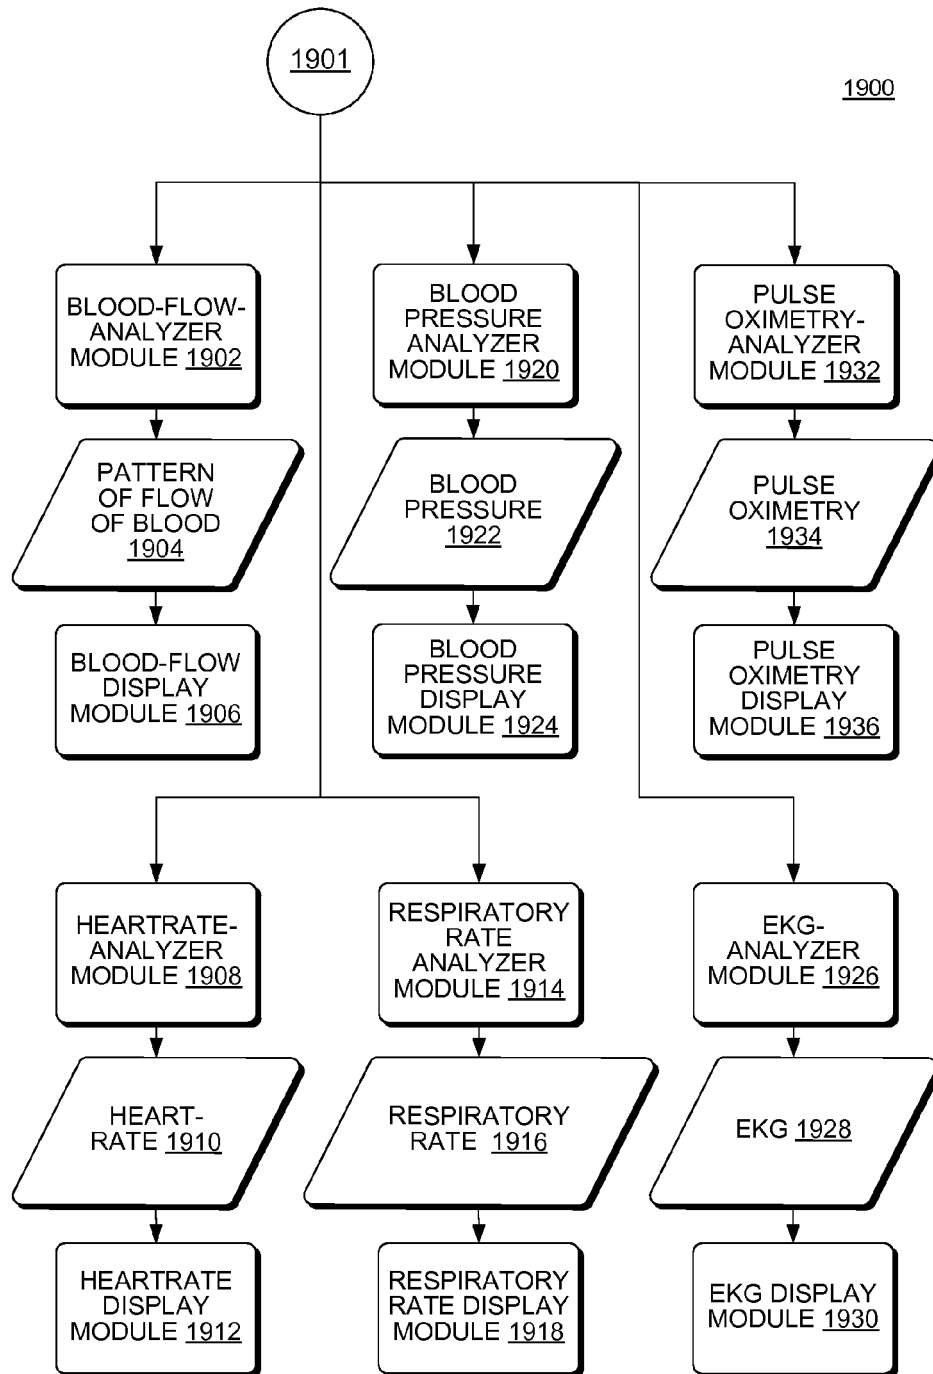 1901
1900
BLOOD-FLOW-
ANALYZER
MODULE 1902
BLOOD
PRESSURE
ANALYZER
MODULE 1920
PULSE
OXIMETRY-
ANALYZER
MODULE 1932
PATTERN
OF FLOW
OF BLOOD
1904
BLOOD
PRESSURE
1922
PULSE
OXIMETRY
1934
BLOOD-FLOW
DISPLAY
MODULE 1906
BLOOD
PRESSURE
DISPLAY
MODULE 1924
PULSE
OXIMETRY
DISPLAY
MODULE 1936
HEARTRATE-
ANALYZER
MODULE 1908
RESPIRATORY
RATE
ANALYZER
MODULE 1914
EKG-
ANALYZER
MODULE 1926
HEART-
RATE 1910
RESPIRATORY
RATE 1916
EKG 1928
HEARTRATE
DISPLAY
MODULE 1912
RESPIRATORY
RATE DISPLAY
MODULE 1918
EKG DISPLAY
MODULE 1930